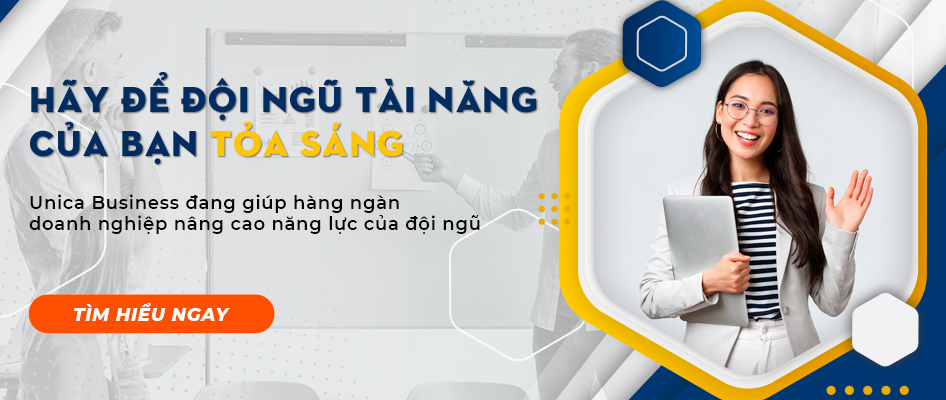 HÃY ĐỂ ĐỘI NGŨ TÀI NĂNG
CỦA BẠN TỎA SÁNG
Unica Business đang giúp hàng ngàn
doanh nghiệp nâng cao năng lực của đội ngũ
TÌM HIỂU NGAY